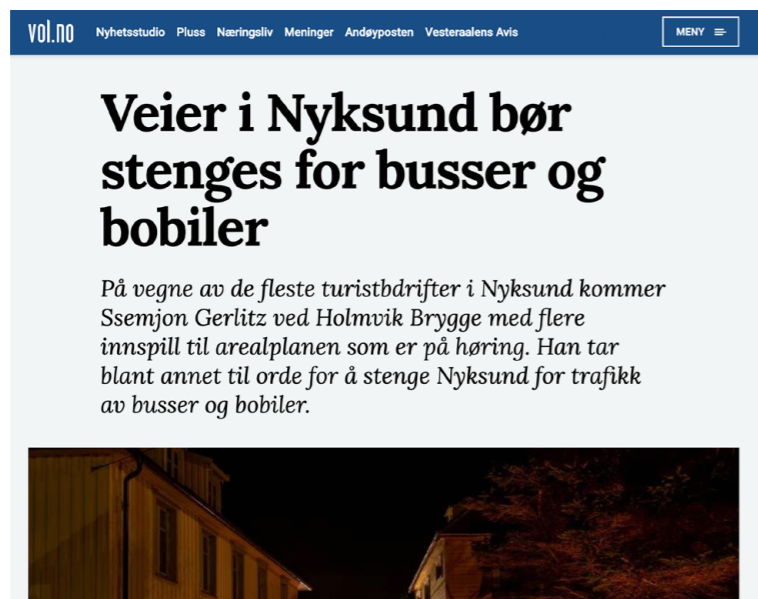 vol.no Nyhetsstudio Pluss Næringsliv Meninger Andøyposten Vesteraalens Avis MENY
Veier i Nyksund bør
stenges for busser og
bobiler
På vegne av de fleste turistbdrifter i Nyksund kommer
Ssemjon Gerlitz ved Holmvik Brygge med flere
innspill til arealplanen som er på høring. Han tar
blant annet til orde for å stenge Nyksund for trafikk
av busser og bobiler.